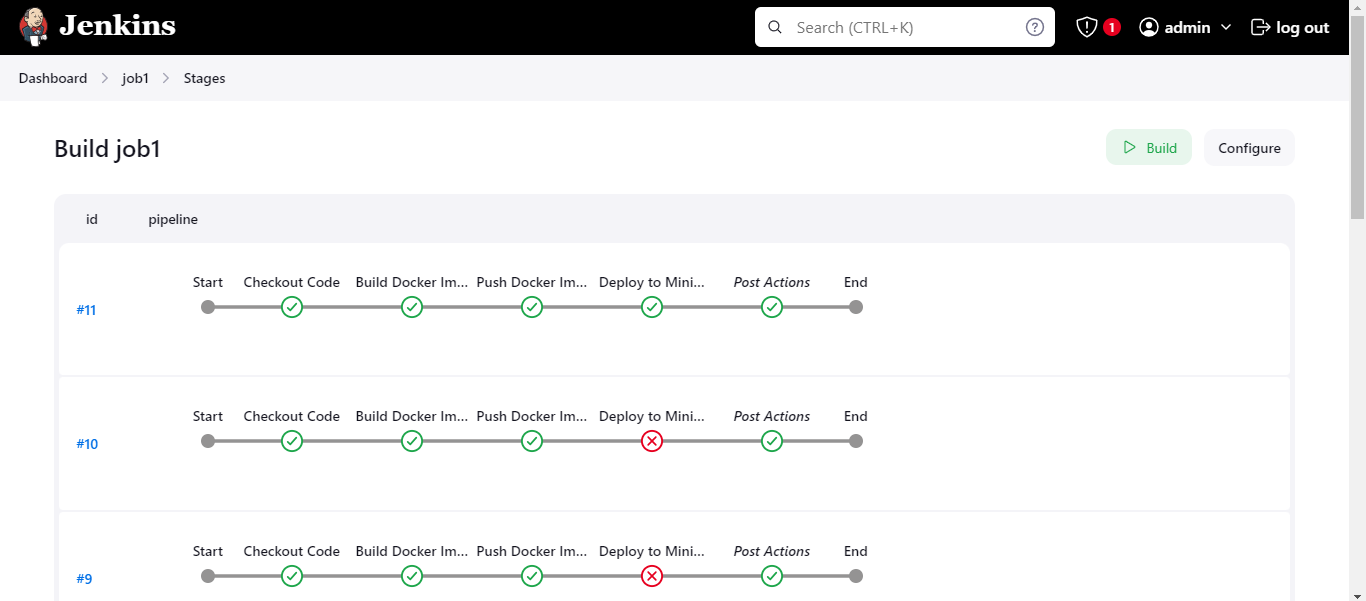 Jenkins
Search (CTRL+K)
1
admin
log out
Dashboard
job1
Stages
Build job1
Build
Configure
id pipeline
Start Checkout Code Build Docker Im... Push Docker Im... Deploy to Mini... Post Actions End
#11
Start Checkout Code Build Docker Im... Push Docker Im... Deploy to Mini... Post Actions End
#10
Start Checkout Code Build Docker Im... Push Docker Im... Deploy to Mini... Post Actions End
#9